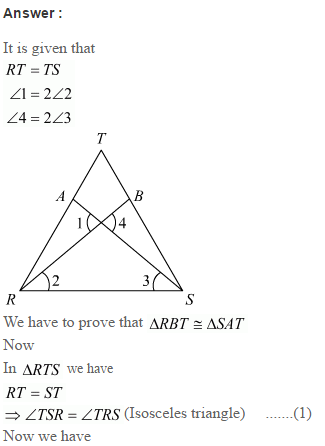 Answer :
It is given that
RT = TS
∠1 = 2∠2
∠4 = 2∠3
T
A B
1 4
2 3
R S
We have to prove that ΔRBT ≅ ΔSAT
Now
In ΔRTS we have
RT = ST
⇒ ∠TSR = ∠TRS (Isosceles triangle) .......(1)
Now we have